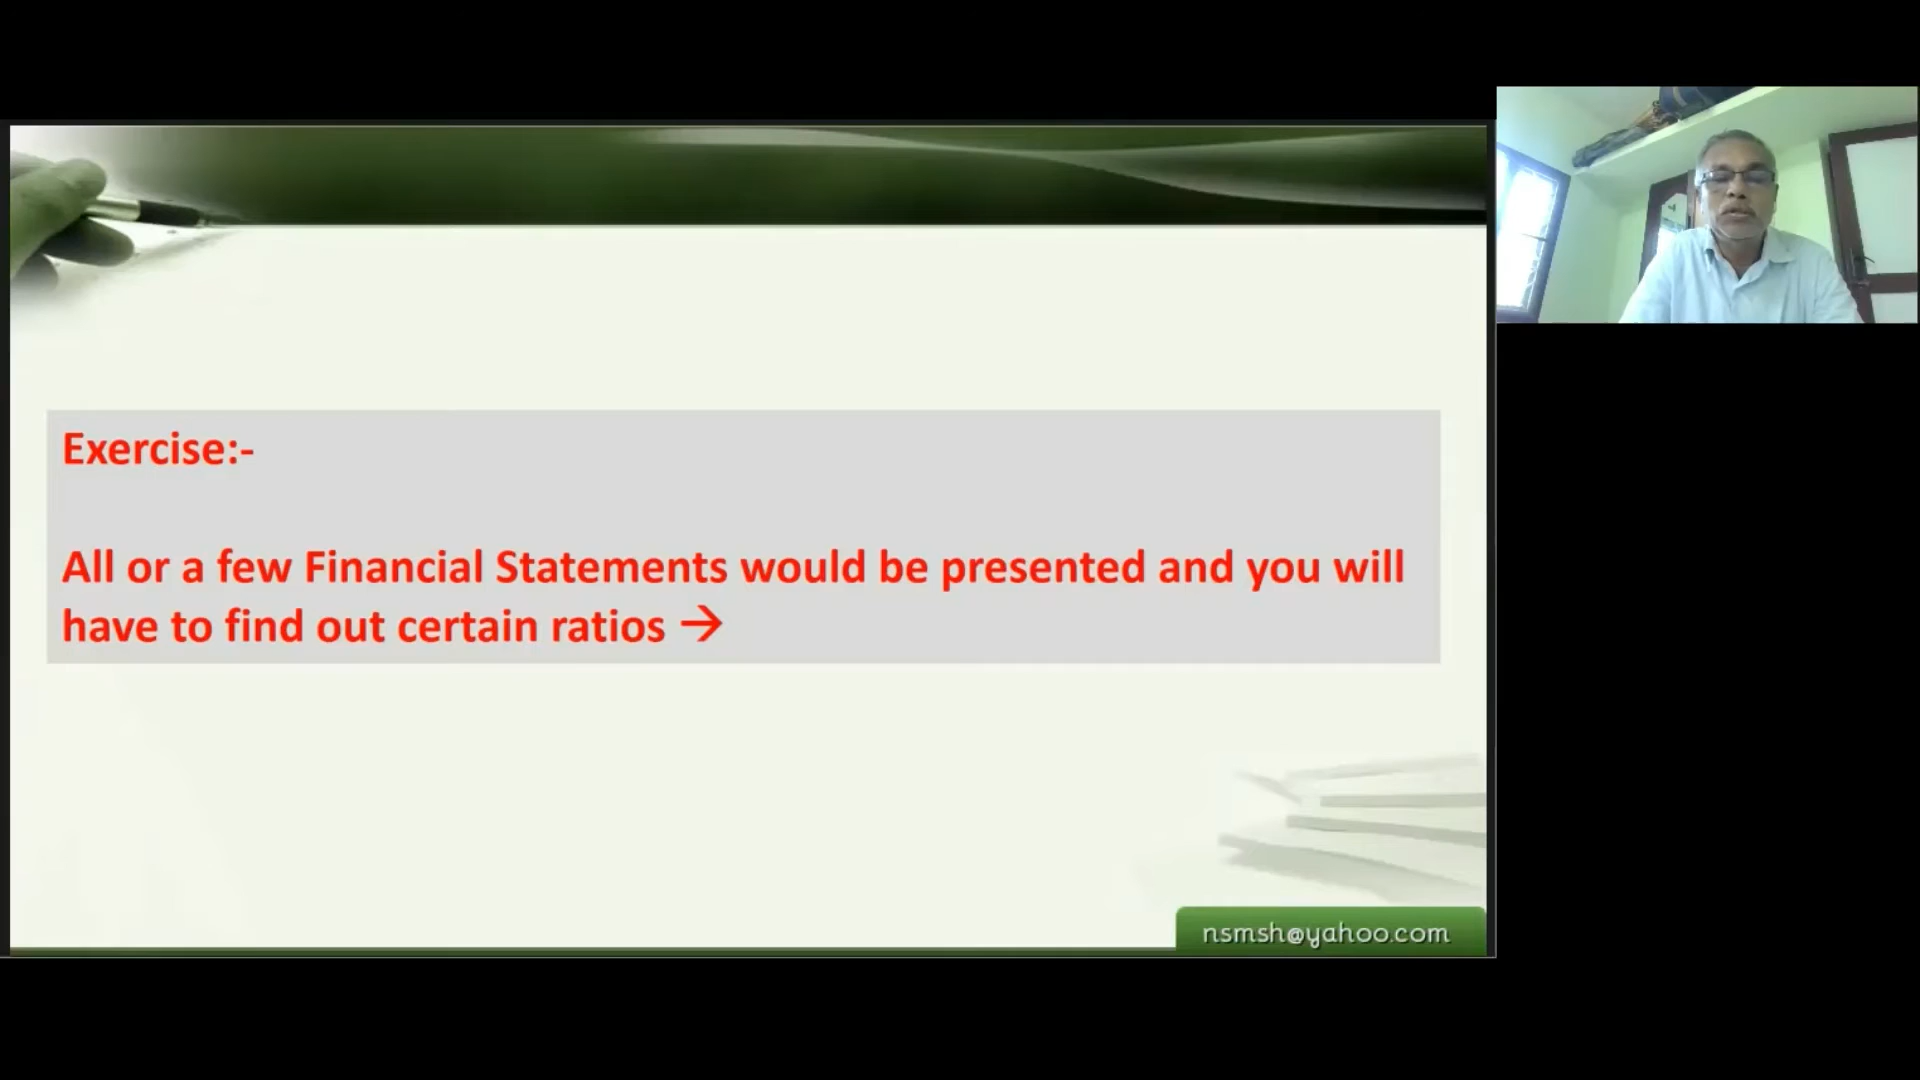 Exercise:-
All or a few Financial Statements would be presented and you will
have to find out certain ratios →
nsmsh@yahoo.com